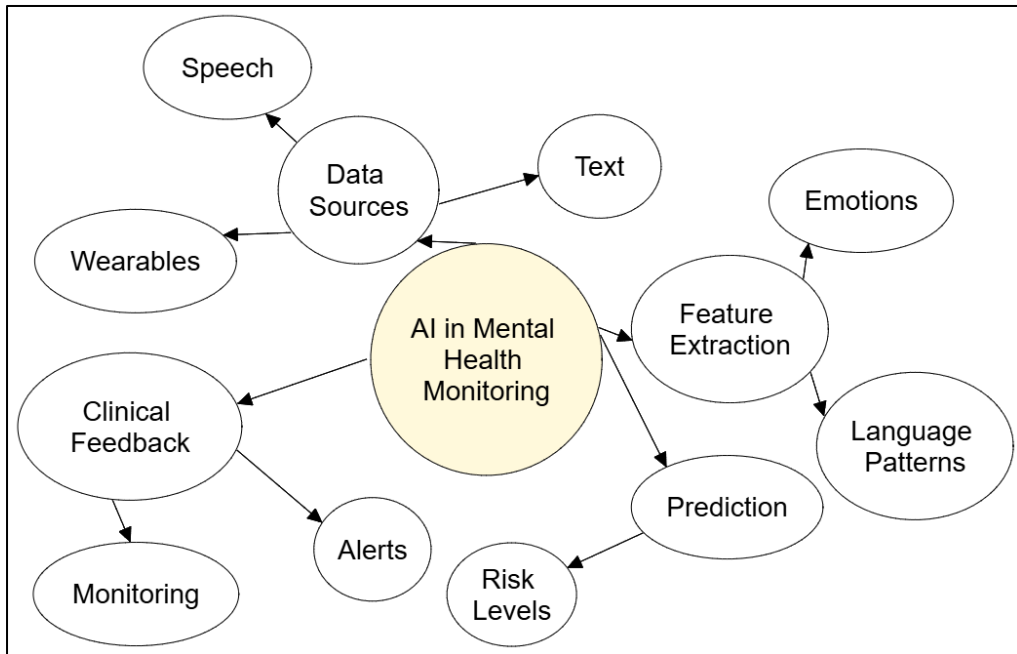 Speech
Data
Sources
Text
Wearables
Emotions
AI in Mental
Health
Monitoring
Feature
Extraction
Clinical
Feedback
Language
Patterns
Prediction
Alerts
Monitoring
Risk
Levels